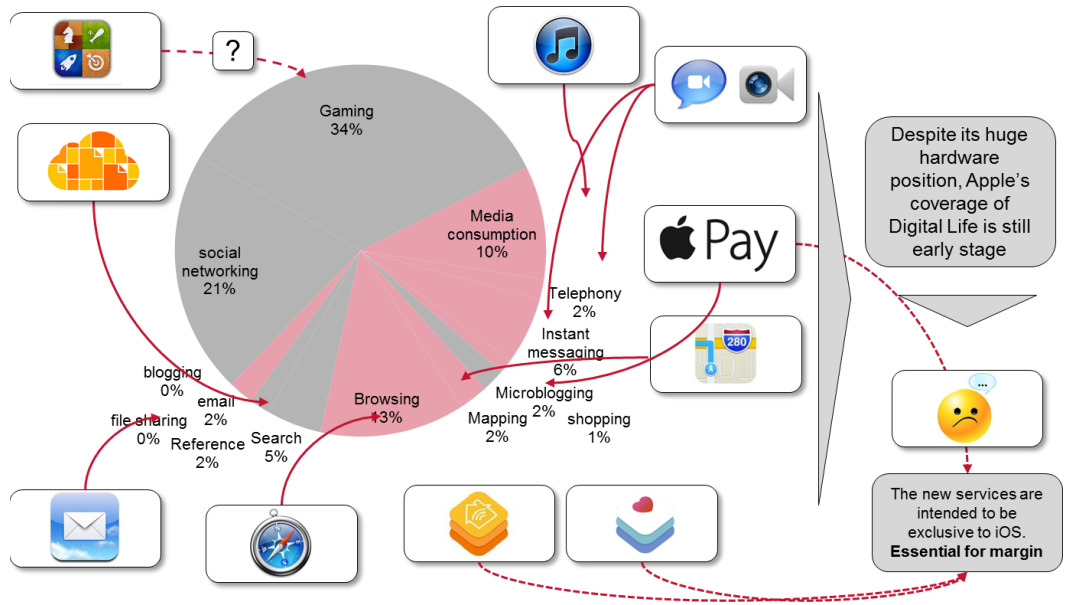 ?
Gaming
34%
Media
consumption
10%
social
networking
21%
Pay
Telephony
2%
Instant
messaging
6%
280
Microblogging
2%
shopping
1%
Mapping
2%
Browsing
13%
Search
5%
Reference
2%
email
2%
blogging
0%
file sharing
0%
Despite its huge
hardware
position, Apple’s
coverage of
Digital Life is still
early stage
...
The new services are
intended to be
exclusive to iOS.
Essential for margin